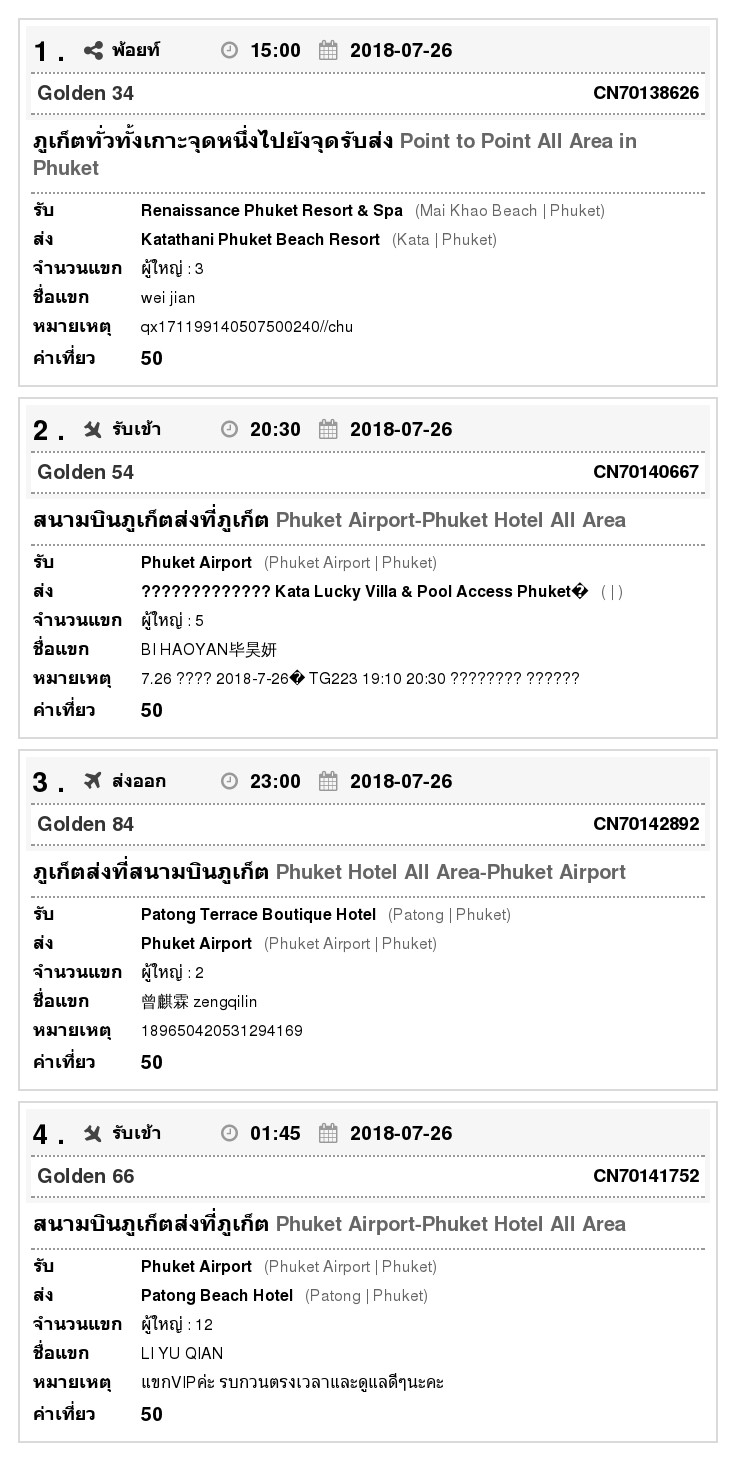 1 . พ้อยท์ 15:00 2018-07-26
Golden 34 CN70138626
ภูเก็ตทั่วทั้งเกาะจุดหนึ่งไปยังจุดรับส่ง Point to Point All Area in
Phuket
รับ Renaissance Phuket Resort & Spa (Mai Khao Beach | Phuket)
ส่ง Katathani Phuket Beach Resort (Kata | Phuket)
จำนวนแขก ผู้ใหญ่ : 3
ชื่อแขก wei jian
หมายเหตุ qx171199140507500240//chu
ค่าเที่ยว 50
2 . รับเข้า 20:30 2018-07-26
Golden 54 CN70140667
สนามบินภูเก็ตส่งที่ภูเก็ต Phuket Airport-Phuket Hotel All Area
รับ Phuket Airport (Phuket Airport | Phuket)
ส่ง ????????????? Kata Lucky Villa & Pool Access Phuket� ( | )
จำนวนแขก ผู้ใหญ่ : 5
ชื่อแขก BI HAOYAN毕昊妍
หมายเหตุ 7.26 ???? 2018-7-26� TG223 19:10 20:30 ???????? ??????
ค่าเที่ยว 50
3 . ส่งออก 23:00 2018-07-26
Golden 84 CN70142892
ภูเก็ตส่งที่สนามบินภูเก็ต Phuket Hotel All Area-Phuket Airport
รับ Patong Terrace Boutique Hotel (Patong | Phuket)
ส่ง Phuket Airport (Phuket Airport | Phuket)
จำนวนแขก ผู้ใหญ่ : 2
ชื่อแขก 曾麒霖 zengqilin
หมายเหตุ 189650420531294169
ค่าเที่ยว 50
4 . รับเข้า 01:45 2018-07-26
Golden 66 CN70141752
สนามบินภูเก็ตส่งที่ภูเก็ต Phuket Airport-Phuket Hotel All Area
รับ Phuket Airport (Phuket Airport | Phuket)
ส่ง Patong Beach Hotel (Patong | Phuket)
จำนวนแขก ผู้ใหญ่ : 12
ชื่อแขก LI YU QIAN
หมายเหตุ แขกVIPค่ะ รบกวนตรงเวลาและดูแลดีๆนะคะ
ค่าเที่ยว 50